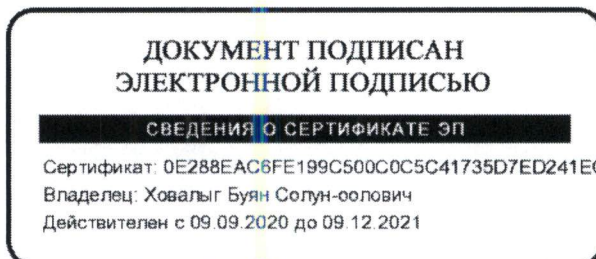 ДОКУМЕНТ ПОДПИСАН
ЭЛЕКТРОННОЙ ПОДПИСЬЮ
СВЕДЕНИЯ О СЕРТИФИКАТЕ ЭП
Сертификат: 0E288EAC6FE199C500C0C5C41735D7ED241E
Владелец: Ховалыг Буян Солун-оолович
Действителен с 09.09.2020 до 09.12.2021